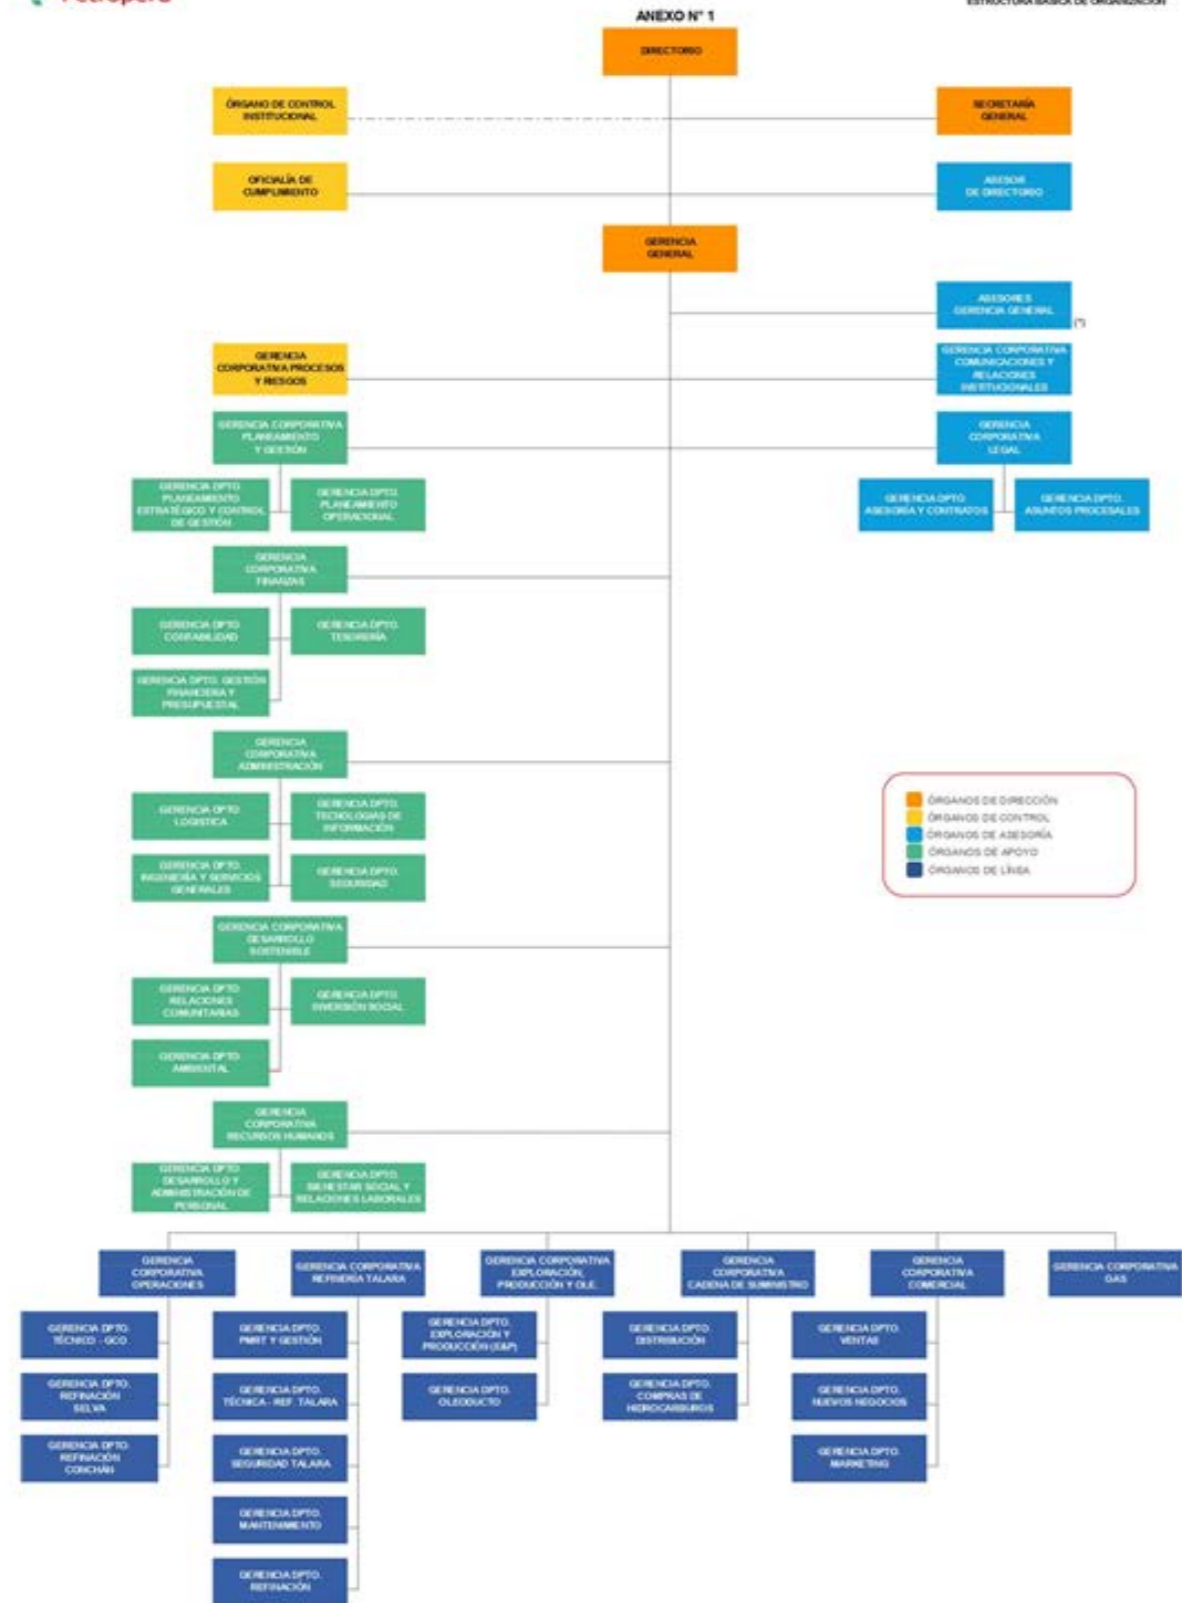 Petroperú
ESTRUCTURA BÁSICA DE ORGANIZACIÓN
ANEXO N° 1
DIRECTORIO
ÓRGANO DE CONTROL
INSTITUCIONAL
SECRETARÍA
GENERAL
OFICIALÍA DE
CUMPLIMIENTO
ASESOR
DE DIRECTORIO
GERENCIA
GENERAL
ASESORES
GERENCIA GENERAL
(*)
GERENCIA
CORPORATIVA PROCESOS
Y RIESGOS
GERENCIA CORPORATIVA
COMUNICACIONES Y
RELACIONES
INSTITUCIONALES
GERENCIA CORPORATIVA
PLANEAMIENTO
Y GESTIÓN
GERENCIA
CORPORATIVA
LEGAL
GERENCIA DPTO.
PLANEAMIENTO
ESTRATÉGICO Y CONTROL
DE GESTIÓN
GERENCIA DPTO.
PLANEAMIENTO
OPERACIONAL
GERENCIA DPTO.
ASESORÍA Y CONTRATOS
GERENCIA DPTO.
ASUNTOS PROCESALES
GERENCIA
CORPORATIVA
FINANZAS
GERENCIA DPTO.
CONTABILIDAD
GERENCIA DPTO.
TESORERÍA
GERENCIA DPTO. GESTIÓN
FINANCIERA Y
PRESUPUESTAL
GERENCIA
CORPORATIVA
ADMINISTRACIÓN
GERENCIA DPTO.
LOGISTICA
GERENCIA DPTO.
TECNOLOGÍAS DE
INFORMACIÓN
GERENCIA DPTO.
INGENIERÍA Y SERVICIOS
GENERALES
GERENCIA DPTO.
SEGURIDAD
ÓRGANOS DE DIRECCIÓN
ÓRGANOS DE CONTROL
ÓRGANOS DE ASESORÍA
ÓRGANOS DE APOYO
ÓRGANOS DE LÍNEA
GERENCIA CORPORATIVA
DESARROLLO
SOSTENIBLE
GERENCIA DPTO.
RELACIONES
COMUNITARIAS
GERENCIA DPTO.
INVERSIÓN SOCIAL
GERENCIA DPTO.
AMBIENTAL
GERENCIA
CORPORATIVA
RECURSOS HUMANOS
GERENCIA DPTO.
DESARROLLO Y
ADMINISTRACIÓN DE
PERSONAL
GERENCIA DPTO.
BIENESTAR SOCIAL Y
RELACIONES LABORALES
GERENCIA
CORPORATIVA
OPERACIONES
GERENCIA CORPORATIVA
REFINERÍA TALARA
GERENCIA CORPORATIVA
EXPLORACIÓN,
PRODUCCIÓN Y OLE.
GERENCIA
CORPORATIVA
CADENA DE SUMINISTRO
GERENCIA
CORPORATIVA
COMERCIAL
GERENCIA CORPORATIVA
GAS
GERENCIA DPTO.
TÉCNICO - GCO
GERENCIA DPTO.
PMRT Y GESTIÓN
GERENCIA DPTO.
EXPLORACIÓN Y
PRODUCCIÓN (E&P)
GERENCIA DPTO.
DISTRIBUCIÓN
GERENCIA DPTO.
VENTAS
GERENCIA DPTO.
REFINACIÓN
SELVA
GERENCIA DPTO.
TÉCNICA - REF. TALARA
GERENCIA DPTO.
OLEODUCTO
GERENCIA DPTO.
COMPRAS DE
HIDROCARBUROS
GERENCIA DPTO.
NUEVOS NEGOCIOS
GERENCIA DPTO.
REFINACIÓN
CONCHÁN
GERENCIA DPTO.
SEGURIDAD TALARA
GERENCIA DPTO.
MARKETING
GERENCIA DPTO.
MANTENIMIENTO
GERENCIA DPTO.
REFINACIÓN